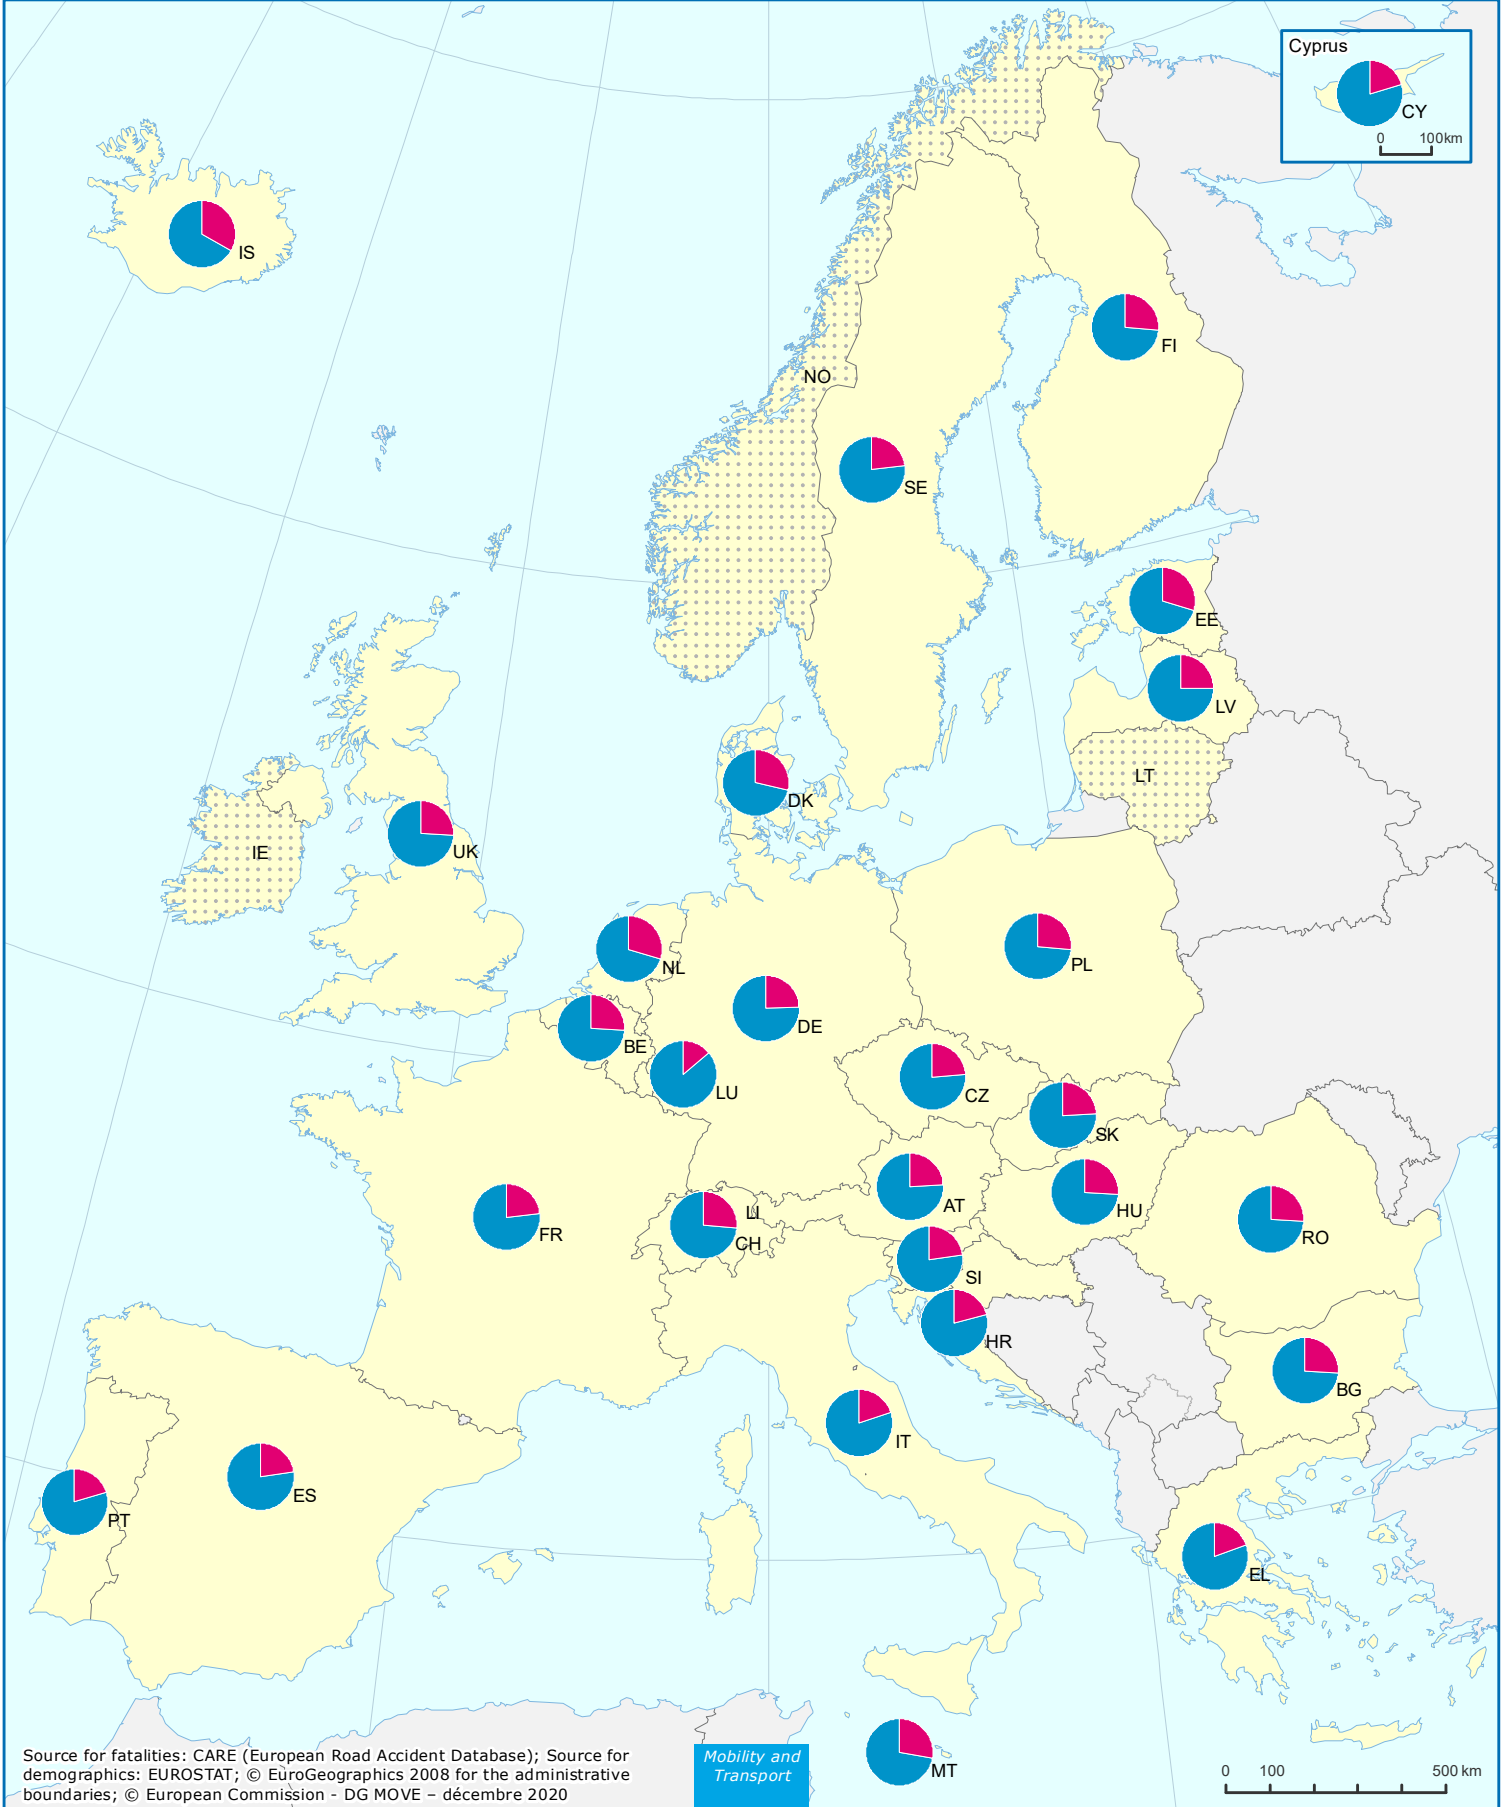 Cyprus
CY
0 100km
IS
FI
NO
SE
EE
LV
LT
DK
IE
UK
NL
PL
DE
BE
LU
CZ
SK
AT
HU
LI
CH
FR
RO
SI
HR
BG
IT
ES
PT
EL
MT
Source for fatalities: CARE (European Road Accident Database); Source for
demographics: EUROSTAT; © EuroGeographics 2008 for the administrative
boundaries; © European Commission - DG MOVE – décembre 2020
Mobility and
Transport
0 100 500 km